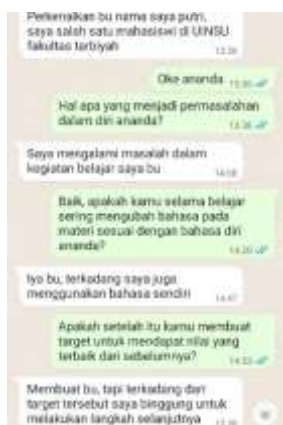 Perkenalkan bu nama saya putri,
saya salah satu mahasiswi di UINSU
fakultas tarbiyah
Oke ananda
Hal apa yang menjadi permasalahan
dalam diri ananda?
Saya mengalami masalah dalam
kegiatan belajar saya bu
Baik, apakah kamu selama belajar
sering mengubah bahasa pada
materi sesuai dengan bahasa diri
ananda?
Iya bu, terkadang saya juga
menggunakan bahasa sendiri
Apakah setelah itu kamu membuat
target untuk mendapat nilai yang
terbaik dari sebelumnya?
Membuat bu, tapi terkadang dari
target tersebut saya binggung untuk
melakukan langkah selanjutnya